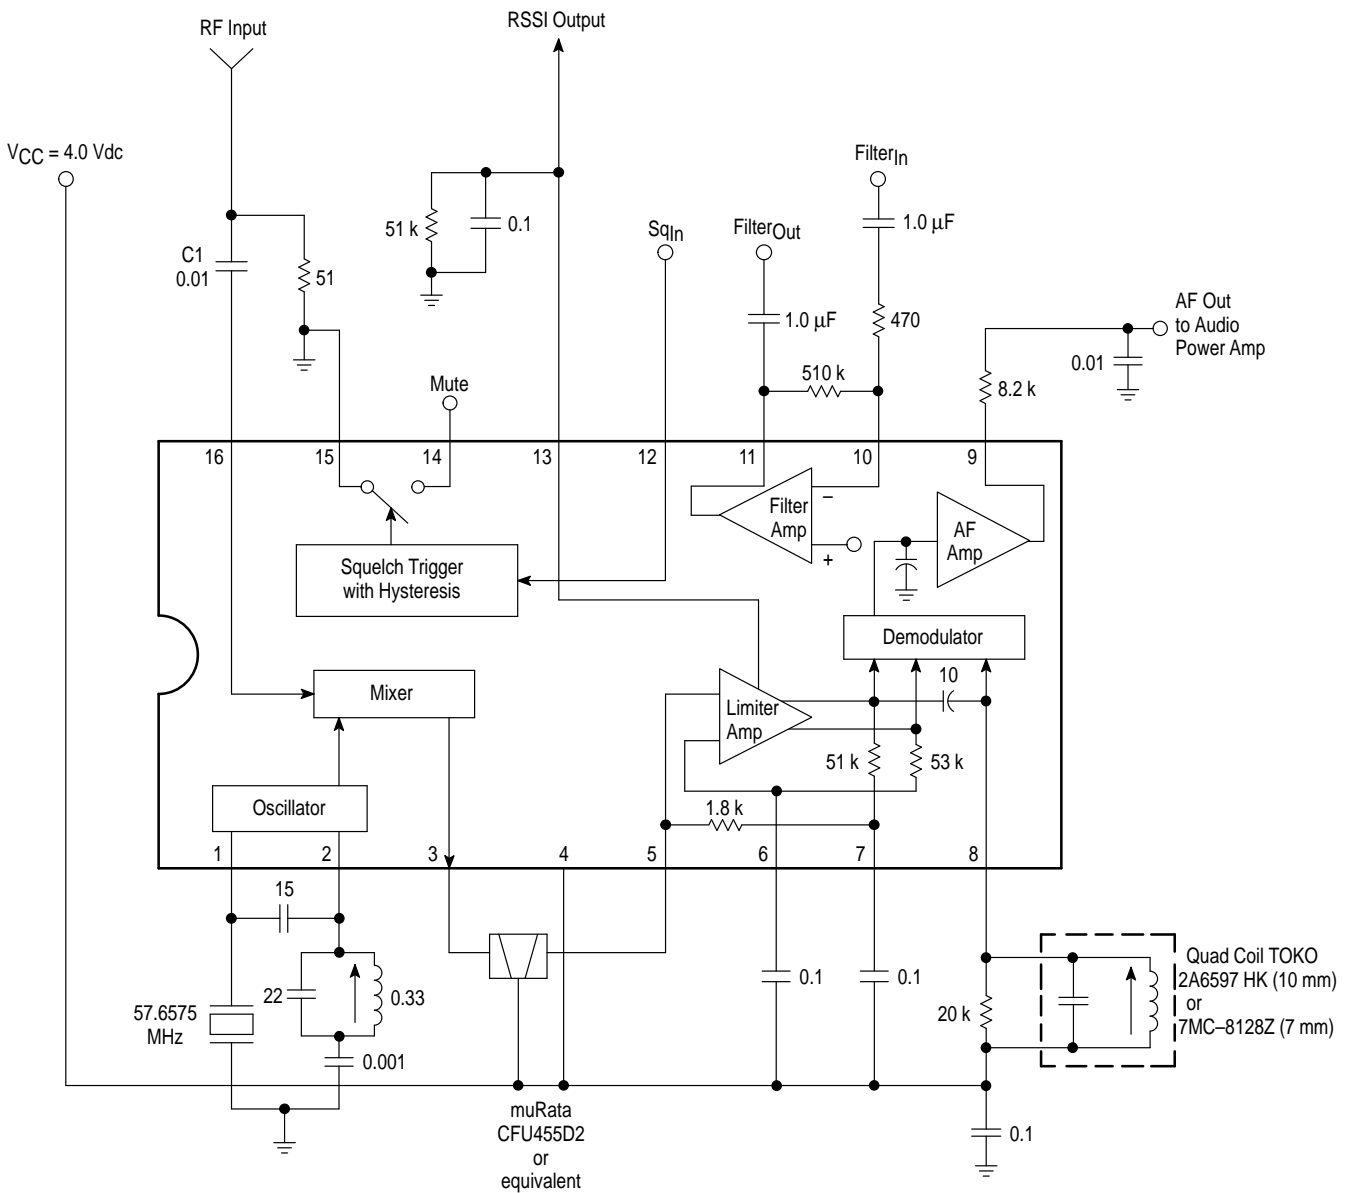 RF Input
RSSI Output
VCC = 4.0 Vdc
FilterIn
51 k
0.1
SqIn
FilterOut
1.0 µF
C1
0.01
51
1.0 µF
470
AF Out
to Audio
Power Amp
0.01
510 k
8.2 k
Mute
16
15
14
13
12
11
10
9
Filter
Amp
–
+
AF
Amp
Squelch Trigger
with Hysteresis
Demodulator
10
Mixer
Limiter
Amp
51 k
53 k
Oscillator
1.8 k
1
2
3
4
5
6
7
8
15
22
0.33
57.6575
MHz
0.001
0.1
0.1
20 k
Quad Coil TOKO
2A6597 HK (10 mm)
or
7MC–8128Z (7 mm)
muRata
CFU455D2
or
equivalent
0.1